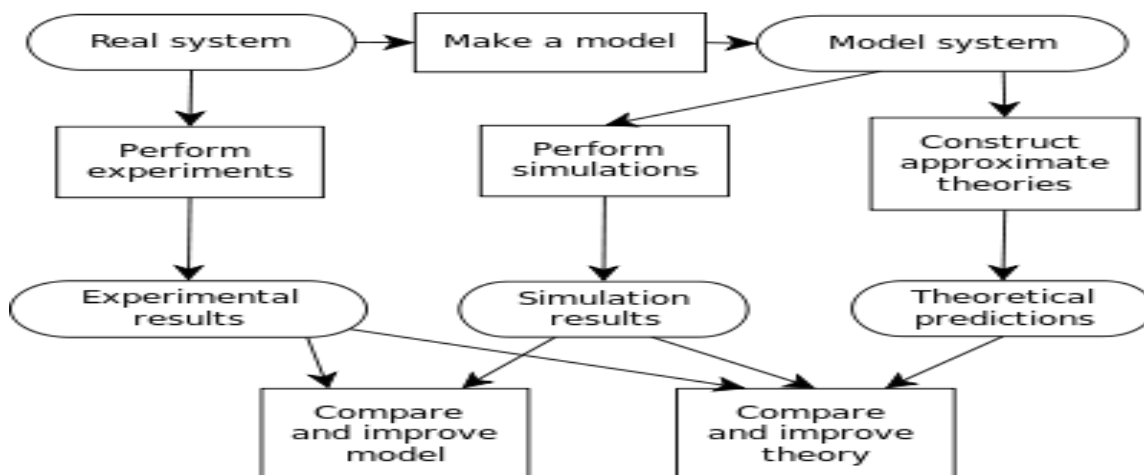 Real system
Make a model
Model system
Perform
experiments
Perform
simulations
Construct
approximate
theories
Experimental
results
Simulation
results
Theoretical
predictions
Compare
and improve
model
Compare
and improve
theory